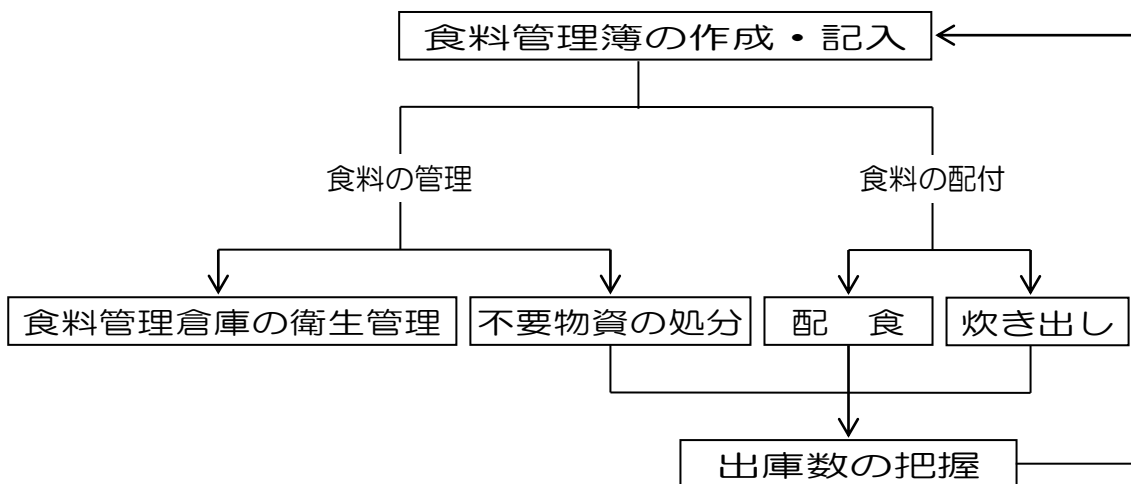 食料管理簿の作成・記入
食料の管理
食料の配付
食料管理倉庫の衛生管理
不要物資の処分
配　食
炊き出し
出庫数の把握